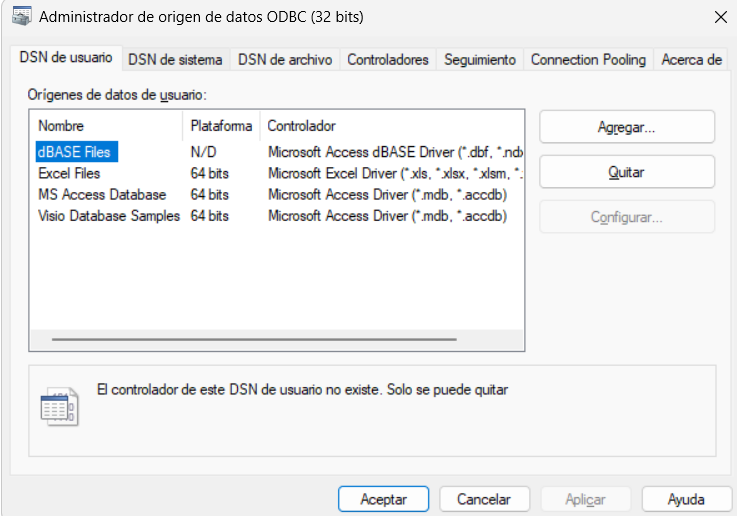 Administrador de origen de datos ODBC (32 bits)
DSN de usuario DSN de sistema DSN de archivo Controladores Seguimiento Connection Pooling Acerca de
Orígenes de datos de usuario:
Nombre Plataforma Controlador
dBASE Files N/D Microsoft Access dBASE Driver (*.dbf, *.ndx
Excel Files 64 bits Microsoft Excel Driver (*.xls, *.xlsx, *.xlsm, *.
MS Access Database 64 bits Microsoft Access Driver (*.mdb, *.accdb)
Visio Database Samples 64 bits Microsoft Access Driver (*.mdb, *.accdb)
Agregar...
Quitar
Configurar...
El controlador de este DSN de usuario no existe. Solo se puede quitar
Aceptar Cancelar Aplicar Ayuda